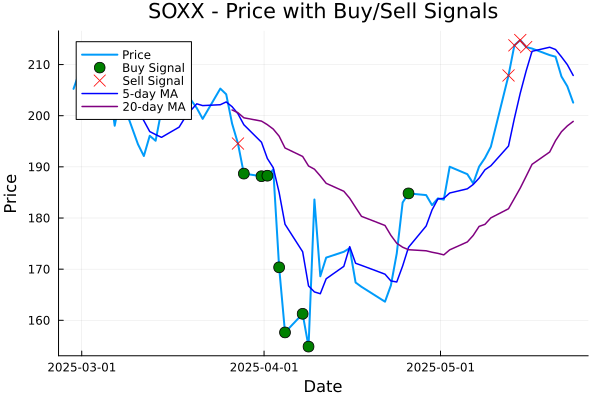 SOXX - Price with Buy/Sell Signals
Price
Buy Signal
Sell Signal
5-day MA
20-day MA
210
200
190
180
170
160
Price
2025-03-01
2025-04-01
2025-05-01
Date